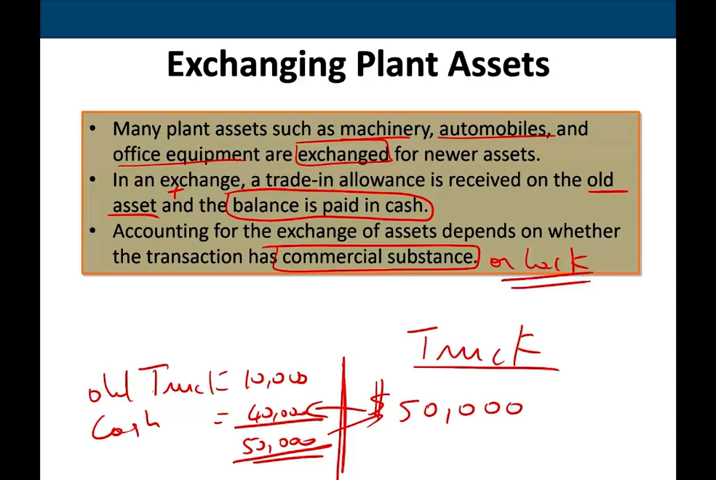 Exchanging Plant Assets
• Many plant assets such as machinery, automobiles, and
office equipment are exchanged for newer assets.
• In an exchange, a trade-in allowance is received on the old
asset and the balance is paid in cash.
• Accounting for the exchange of assets depends on whether
the transaction has commercial substance. or lack
Truck
old Truck = 10,000
Cash = 40,000 $50,000
50,000